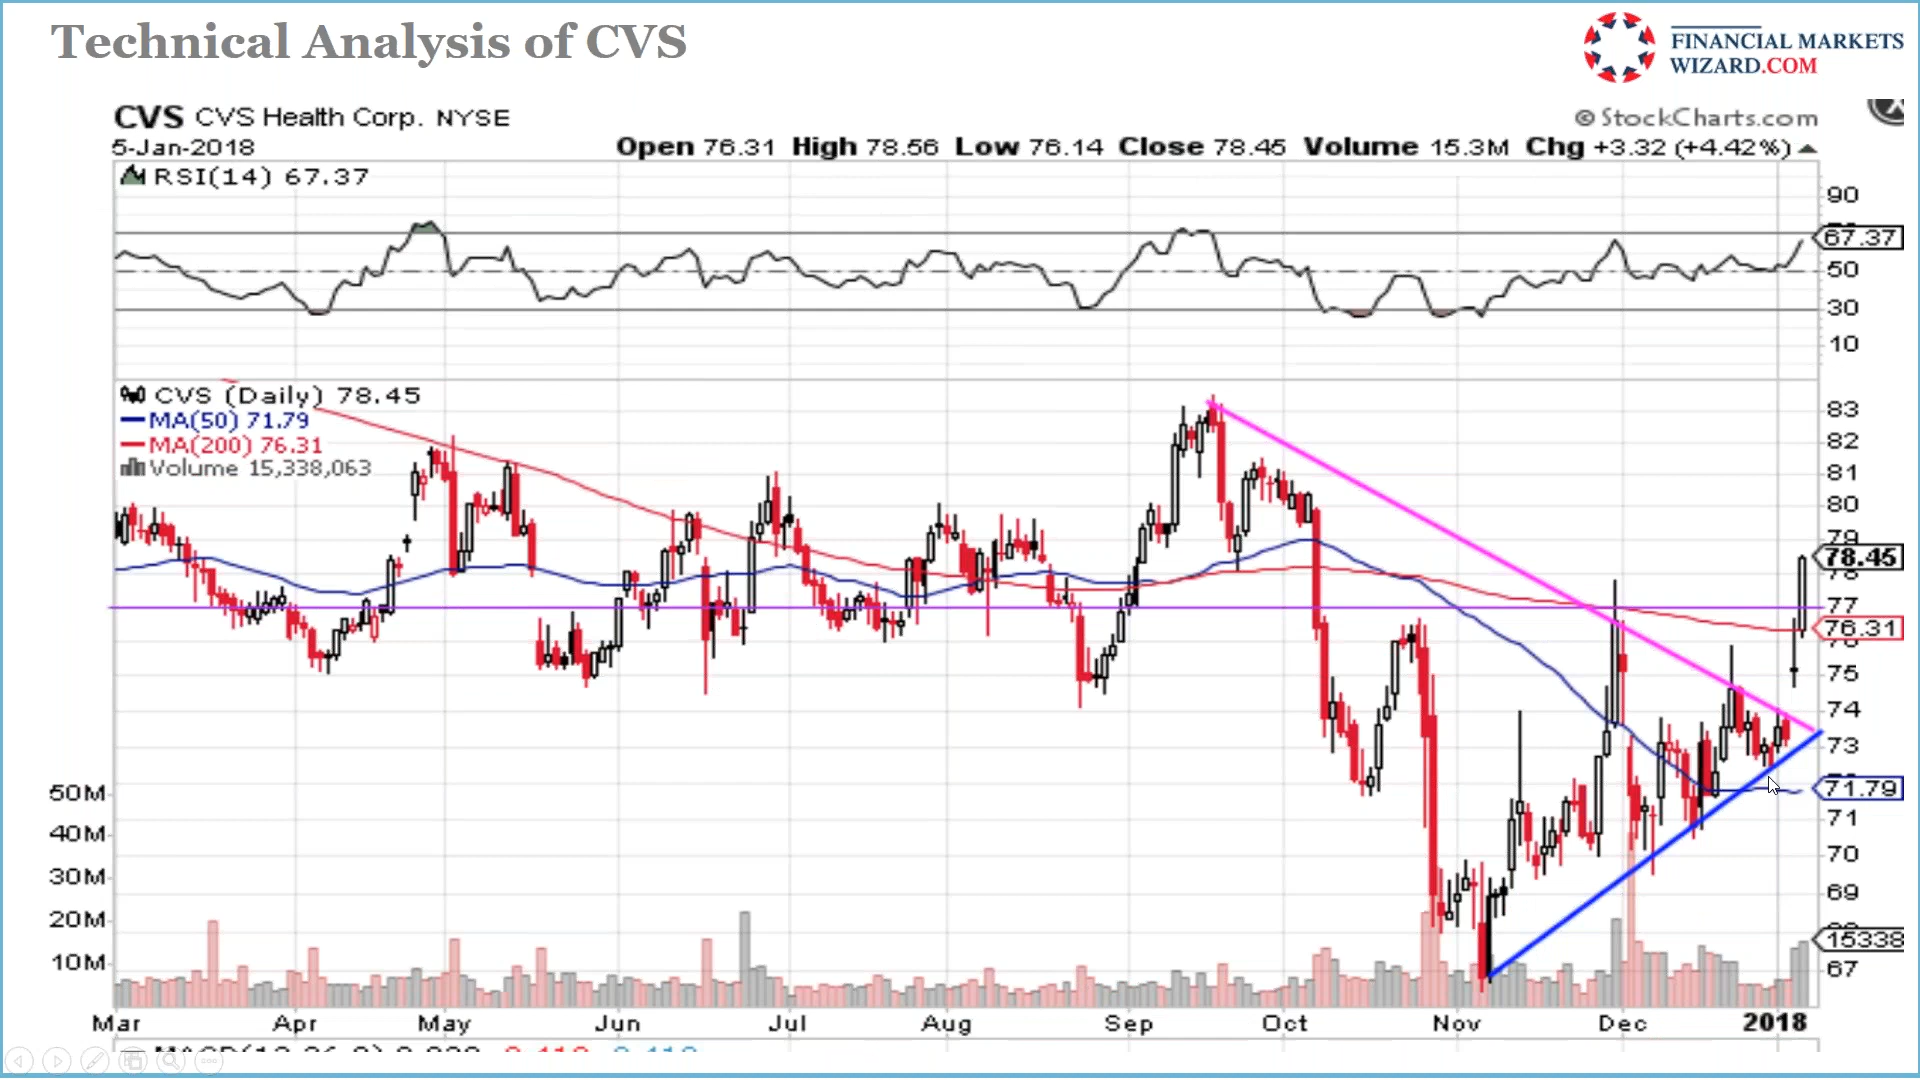 Technical Analysis of CVS
FINANCIAL MARKETS
WIZARD.COM
CVS CVS Health Corp. NYSE
© StockCharts.com
5-Jan-2018
Open 76.31 High 78.56 Low 76.14 Close 78.45 Volume 15.3M Chg +3.32 (+4.42%)
RSI(14) 67.37
90
67.37
50
30
10
CVS (Daily) 78.45
MA(50) 71.79
MA(200) 76.31
Volume 15,338,063
83
82
81
80
79
78.45
78
77
76.31
75
74
73
71.79
71
70
69
15338
67
50M
40M
30M
20M
10M
Mar Apr May Jun Jul Aug Sep Oct Nov Dec 2018